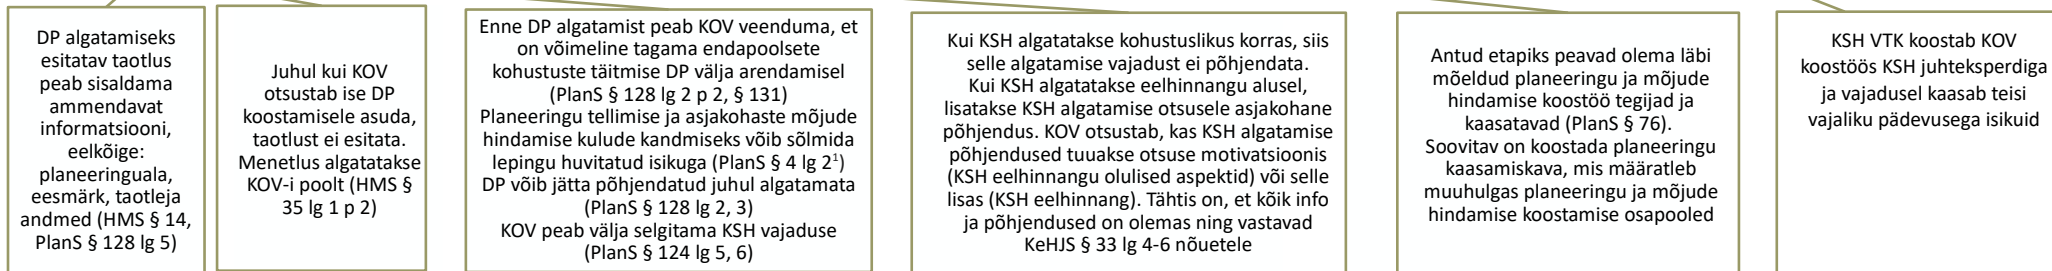 DP algatamiseks
esitatav taotlus
peab sisaldama
ammendavat
informatsiooni,
eelkõige:
planeeringuala,
eesmärk, taotleja
andmed (HMS § 14,
PlanS § 128 lg 5)
Juhul kui KOV
otsustab ise DP
koostamisele asuda,
taotlust ei esitata.
Menetlus algatatakse
KOV-i poolt (HMS §
35 lg 1 p 2)
Enne DP algatamist peab KOV veenduma, et
on võimeline tagama endapoolsete
kohustuste täitmise DP välja arendamisel
(PlanS § 128 lg 2 p 2, § 131)
Planeeringu tellimise ja asjakohaste mõjude
hindamise kulude kandmiseks võib sõlmida
lepingu huvitatud isikuga (PlanS § 4 lg 2¹)
DP võib jätta põhjendatud juhul algatamata
(PlanS § 128 lg 2, 3)
KOV peab välja selgitama KSH vajaduse
(PlanS § 124 lg 5, 6)
Kui KSH algatatakse kohustuslikus korras, siis
selle algatamise vajadust ei põhjendata.
Kui KSH algatatakse eelhinnangu alusel,
lisatakse KSH algatamise otsusele asjakohane
põhjendus. KOV otsustab, kas KSH algatamise
põhjendused tuuakse otsuse motivatsioonis
(KSH eelhinnangu olulised aspektid) või selle
lisas (KSH eelhinnang). Tähtis on, et kõik info
ja põhjendused on olemas ning vastavad
KeHJS § 33 lg 4-6 nõuetele
Antud etapiks peavad olema läbi
mõeldud planeeringu ja mõjude
hindamise koostöö tegijad ja
kaasatavad (PlanS § 76).
Soovitav on koostada planeeringu
kaasamiskava, mis määratleb
muuhulgas planeeringu ja mõjude
hindamise koostamise osapooled
KSH VTK koostab KOV
koostöös KSH juhteksperdiga
ja vajadusel kaasab teisi
vajaliku pädevusega isikuid